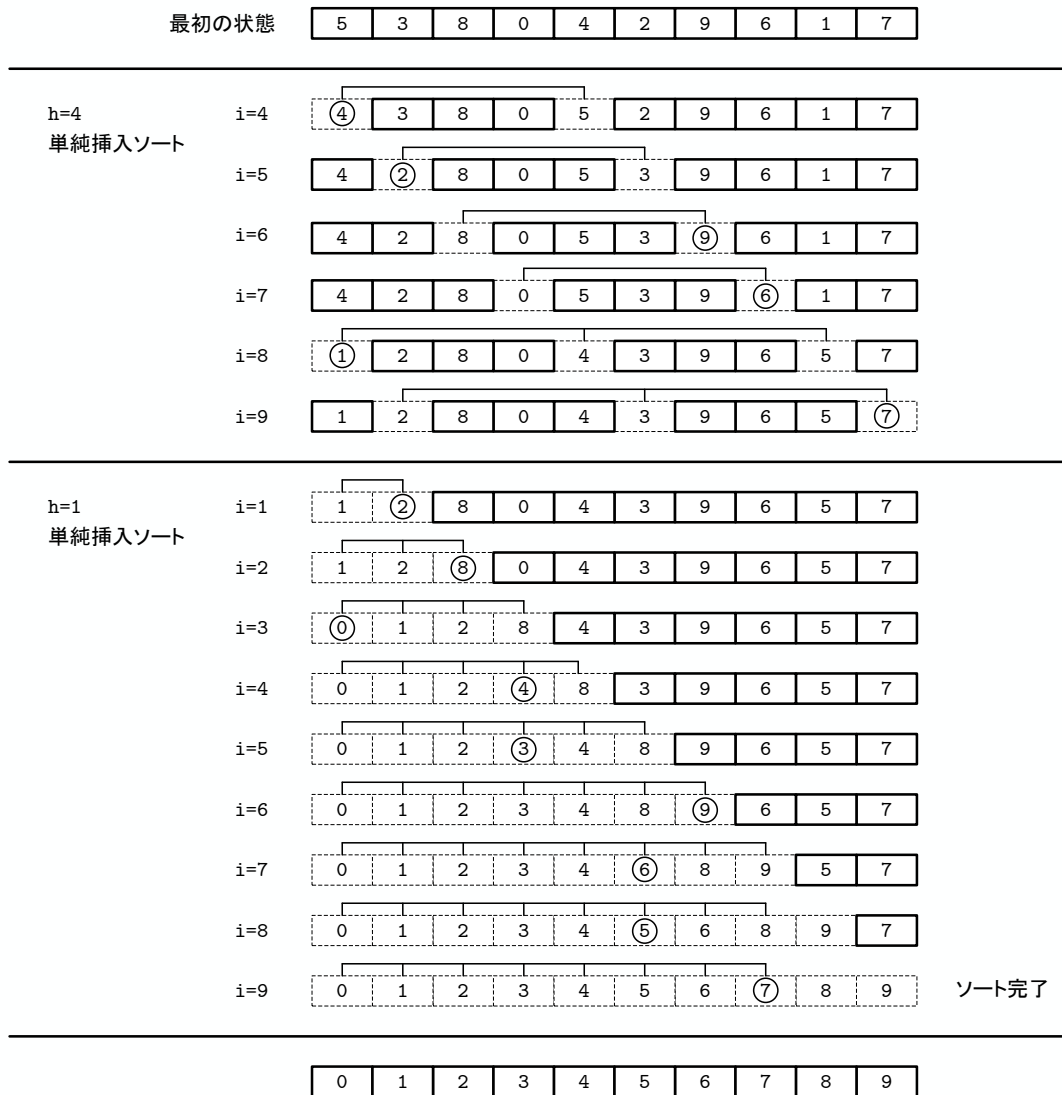 最初の状態 5 3 8 0 4 2 9 6 1 7
h=4 i=4 4 3 8 0 5 2 9 6 1 7
単純挿入ソート
i=5 4 2 8 0 5 3 9 6 1 7
i=6 4 2 8 0 5 3 9 6 1 7
i=7 4 2 8 0 5 3 9 6 1 7
i=8 1 2 8 0 4 3 9 6 5 7
i=9 1 2 8 0 4 3 9 6 5 7
h=1 i=1 1 2 8 0 4 3 9 6 5 7
単純挿入ソート
i=2 1 2 8 0 4 3 9 6 5 7
i=3 0 1 2 8 4 3 9 6 5 7
i=4 0 1 2 4 8 3 9 6 5 7
i=5 0 1 2 3 4 8 9 6 5 7
i=6 0 1 2 3 4 8 9 6 5 7
i=7 0 1 2 3 4 6 8 9 5 7
i=8 0 1 2 3 4 5 6 8 9 7
i=9 0 1 2 3 4 5 6 7 8 9 ソート完了
0 1 2 3 4 5 6 7 8 9